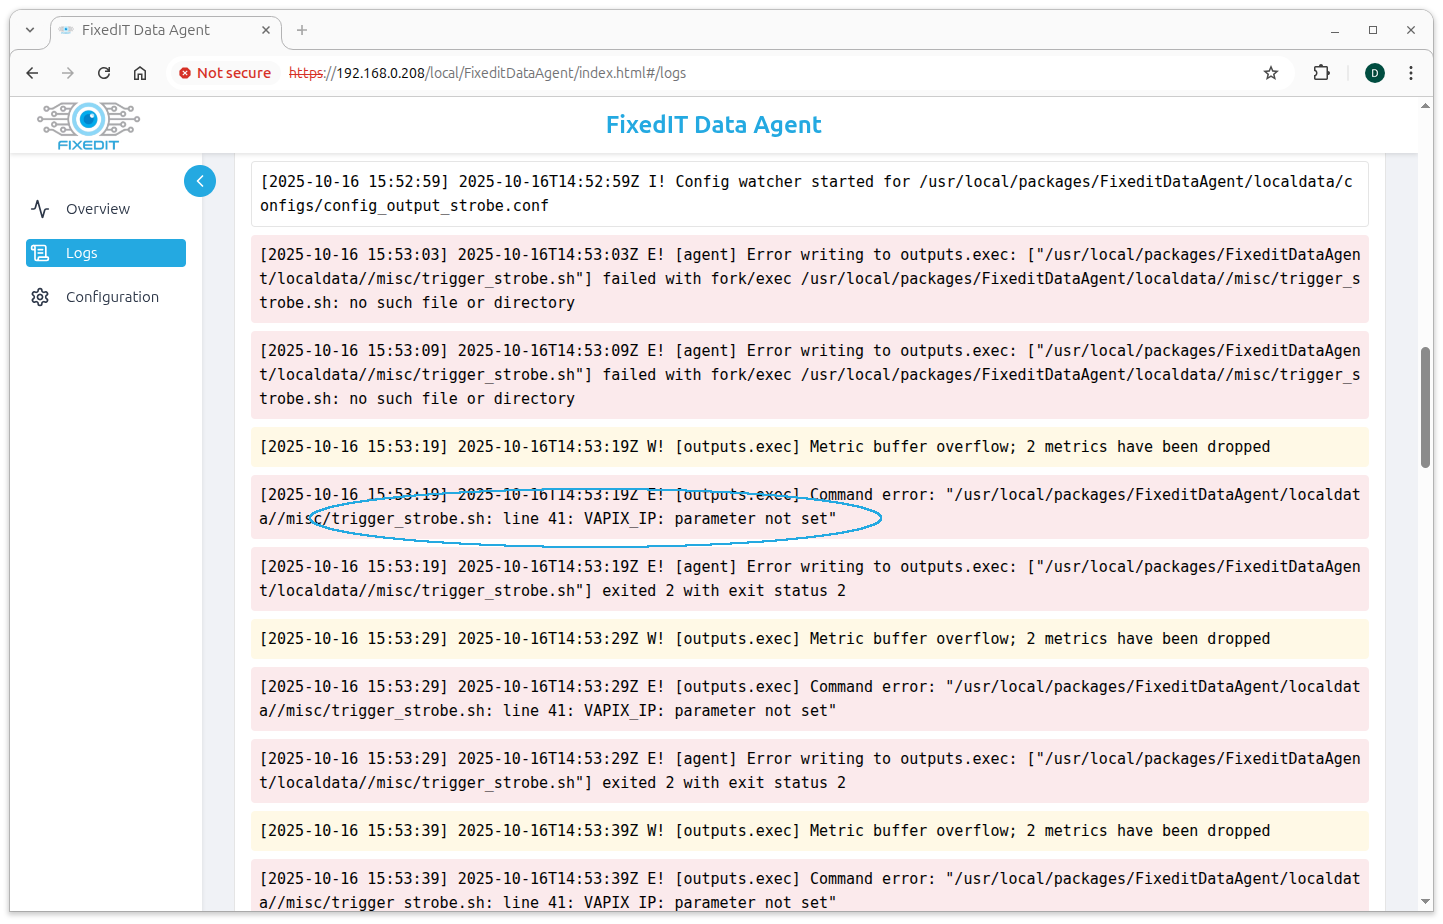 FixedIT Data Agent
Not secure
https://192.168.0.208/local/FixeditDataAgent/index.html#/logs
D
FIXEDIT
FixedIT Data Agent
Overview
Logs
Configuration
[2025-10-16 15:52:59] 2025-10-16T14:52:59Z I! Config watcher started for /usr/local/packages/FixeditDataAgent/localdata/c
onfigs/config_output_strobe.conf
[2025-10-16 15:53:03] 2025-10-16T14:53:03Z E! [agent] Error writing to outputs.exec: ["/usr/local/packages/FixeditDataAgen
t/localdata//misc/trigger_strobe.sh"] failed with fork/exec /usr/local/packages/FixeditDataAgent/localdata//misc/trigger_s
trobe.sh: no such file or directory
[2025-10-16 15:53:09] 2025-10-16T14:53:09Z E! [agent] Error writing to outputs.exec: ["/usr/local/packages/FixeditDataAgen
t/localdata//misc/trigger_strobe.sh"] failed with fork/exec /usr/local/packages/FixeditDataAgent/localdata//misc/trigger_s
trobe.sh: no such file or directory
[2025-10-16 15:53:19] 2025-10-16T14:53:19Z W! [outputs.exec] Metric buffer overflow; 2 metrics have been dropped
[2025-10-16 15:53:19] 2025-10-16T14:53:19Z E! [outputs.exec] Command error: "/usr/local/packages/FixeditDataAgent/localdat
a//misc/trigger_strobe.sh: line 41: VAPIX_IP: parameter not set"
[2025-10-16 15:53:19] 2025-10-16T14:53:19Z E! [agent] Error writing to outputs.exec: ["/usr/local/packages/FixeditDataAgen
t/localdata//misc/trigger_strobe.sh"] exited 2 with exit status 2
[2025-10-16 15:53:29] 2025-10-16T14:53:29Z W! [outputs.exec] Metric buffer overflow; 2 metrics have been dropped
[2025-10-16 15:53:29] 2025-10-16T14:53:29Z E! [outputs.exec] Command error: "/usr/local/packages/FixeditDataAgent/localdat
a//misc/trigger_strobe.sh: line 41: VAPIX_IP: parameter not set"
[2025-10-16 15:53:29] 2025-10-16T14:53:29Z E! [agent] Error writing to outputs.exec: ["/usr/local/packages/FixeditDataAgen
t/localdata//misc/trigger_strobe.sh"] exited 2 with exit status 2
[2025-10-16 15:53:39] 2025-10-16T14:53:39Z W! [outputs.exec] Metric buffer overflow; 2 metrics have been dropped
[2025-10-16 15:53:39] 2025-10-16T14:53:39Z E! [outputs.exec] Command error: "/usr/local/packages/FixeditDataAgent/localdat
a//misc/trigger_strobe.sh: line 41: VAPIX_IP: parameter not set"